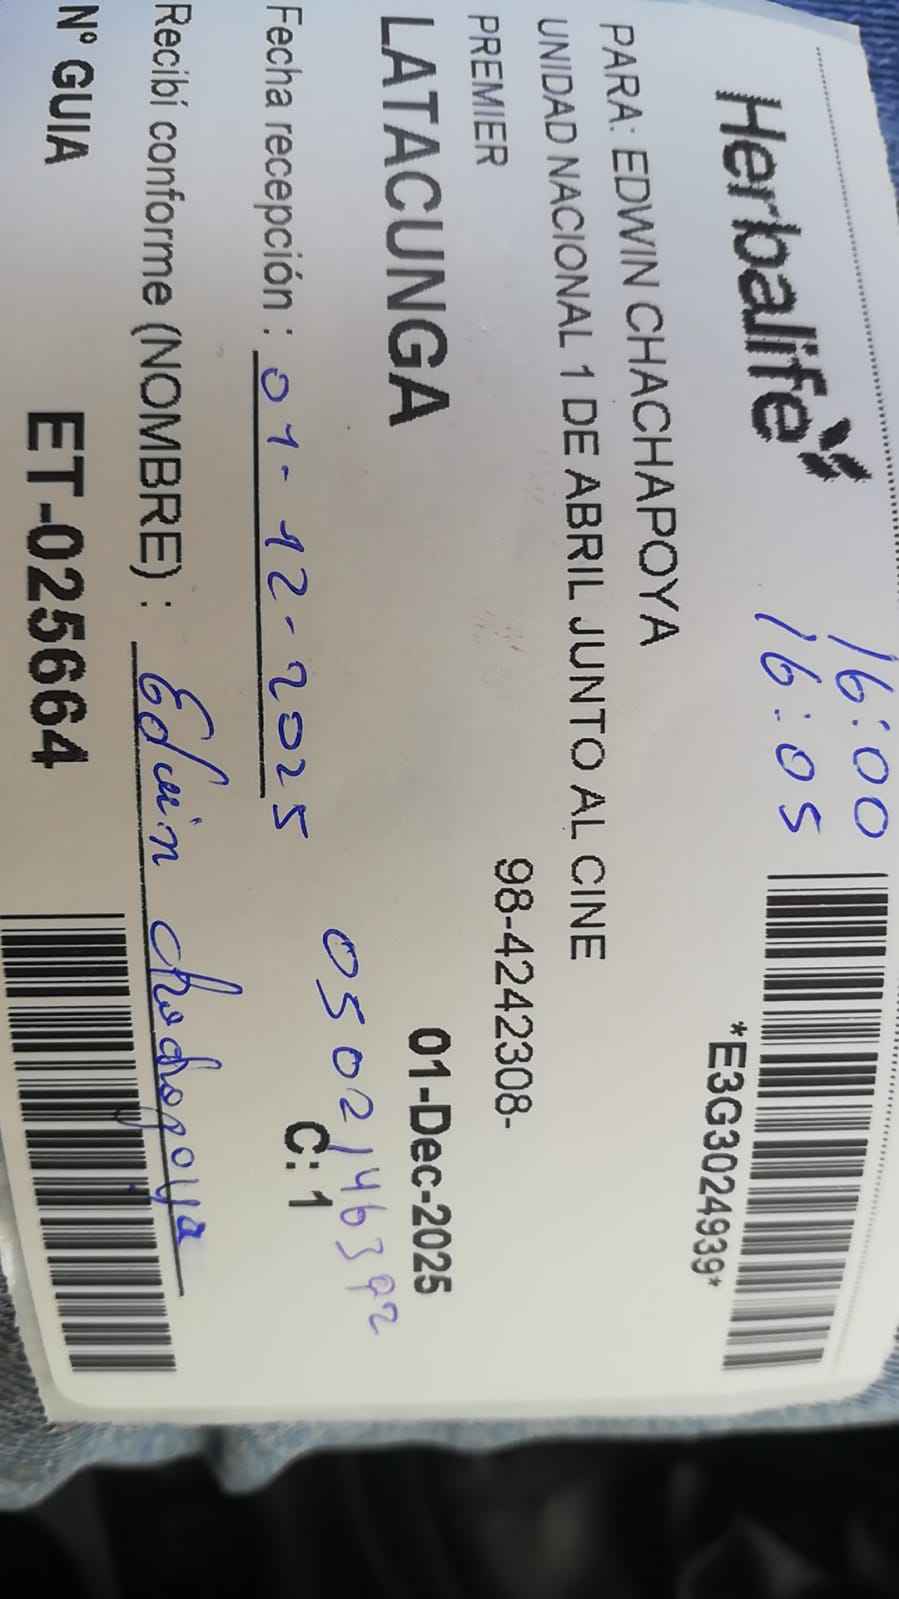 Herbalife
16:00
16:05
*E3G3024939*
PARA: EDWIN CHACHAPOYA
UNIDAD NACIONAL 1 DE ABRIL JUNTO AL CINE
PREMIER
98-4242308-
LATACUNGA
01-Dec-2025
0502146392
C: 1
Fecha recepción : 01-12-2025
Recibí conforme (NOMBRE) : Edwin chachapoya
Nº GUIA
ET-025664